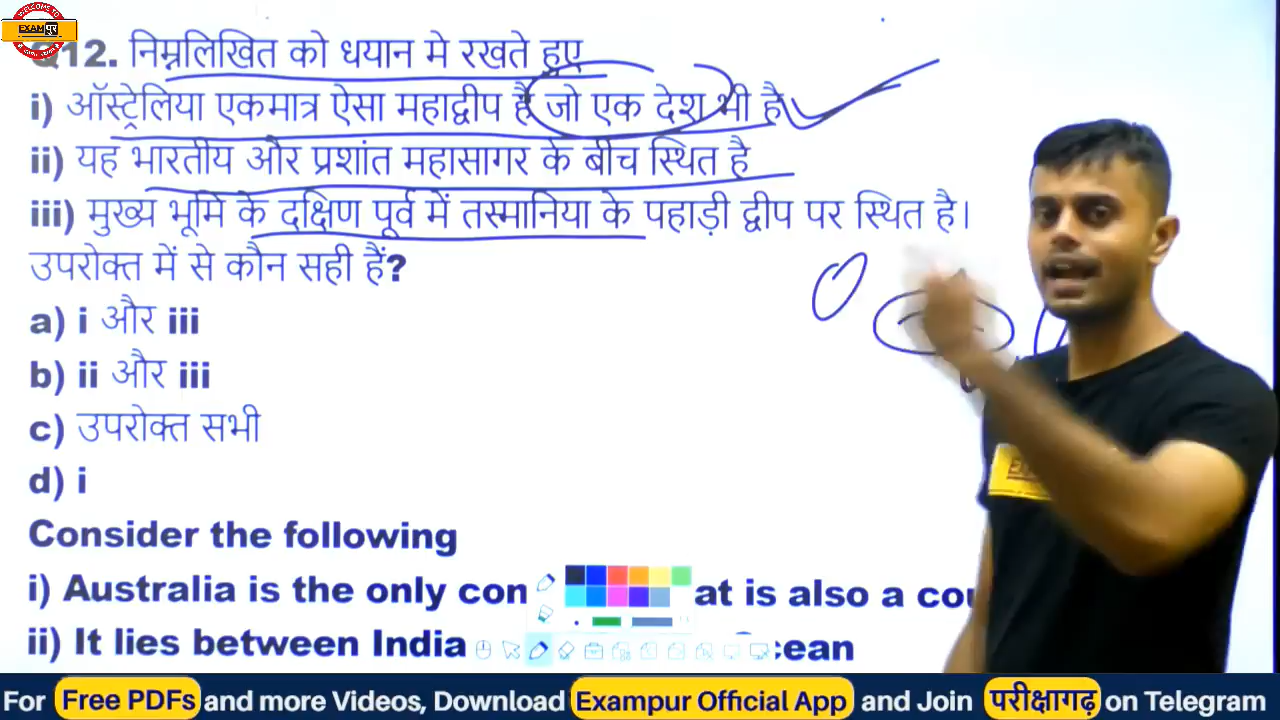 EXAM पुर
Q12. निम्नलिखित को धयान मे रखते हुए
i) ऑस्ट्रेलिया एकमात्र ऐसा महाद्वीप है जो एक देश भी है
ii) यह भारतीय और प्रशांत महासागर के बीच स्थित है
iii) मुख्य भूमि के दक्षिण पूर्व में तस्मानिया के पहाड़ी द्वीप पर स्थित है।
उपरोक्त में से कौन सही हैं?
a) i और iii
b) ii और iii
c) उपरोक्त सभी
d) i
Consider the following
i) Australia is the only con at is also a cou
ii) It lies between India cean
For Free PDFs and more Videos, Download Exampur Official App and Join परीक्षागढ़ on Telegram